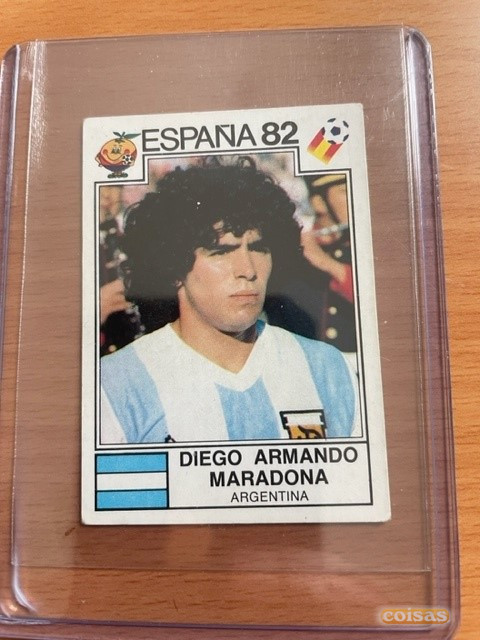 ESPAÑA 82
DIEGO ARMANDO
MARADONA
ARGENTINA
coisas